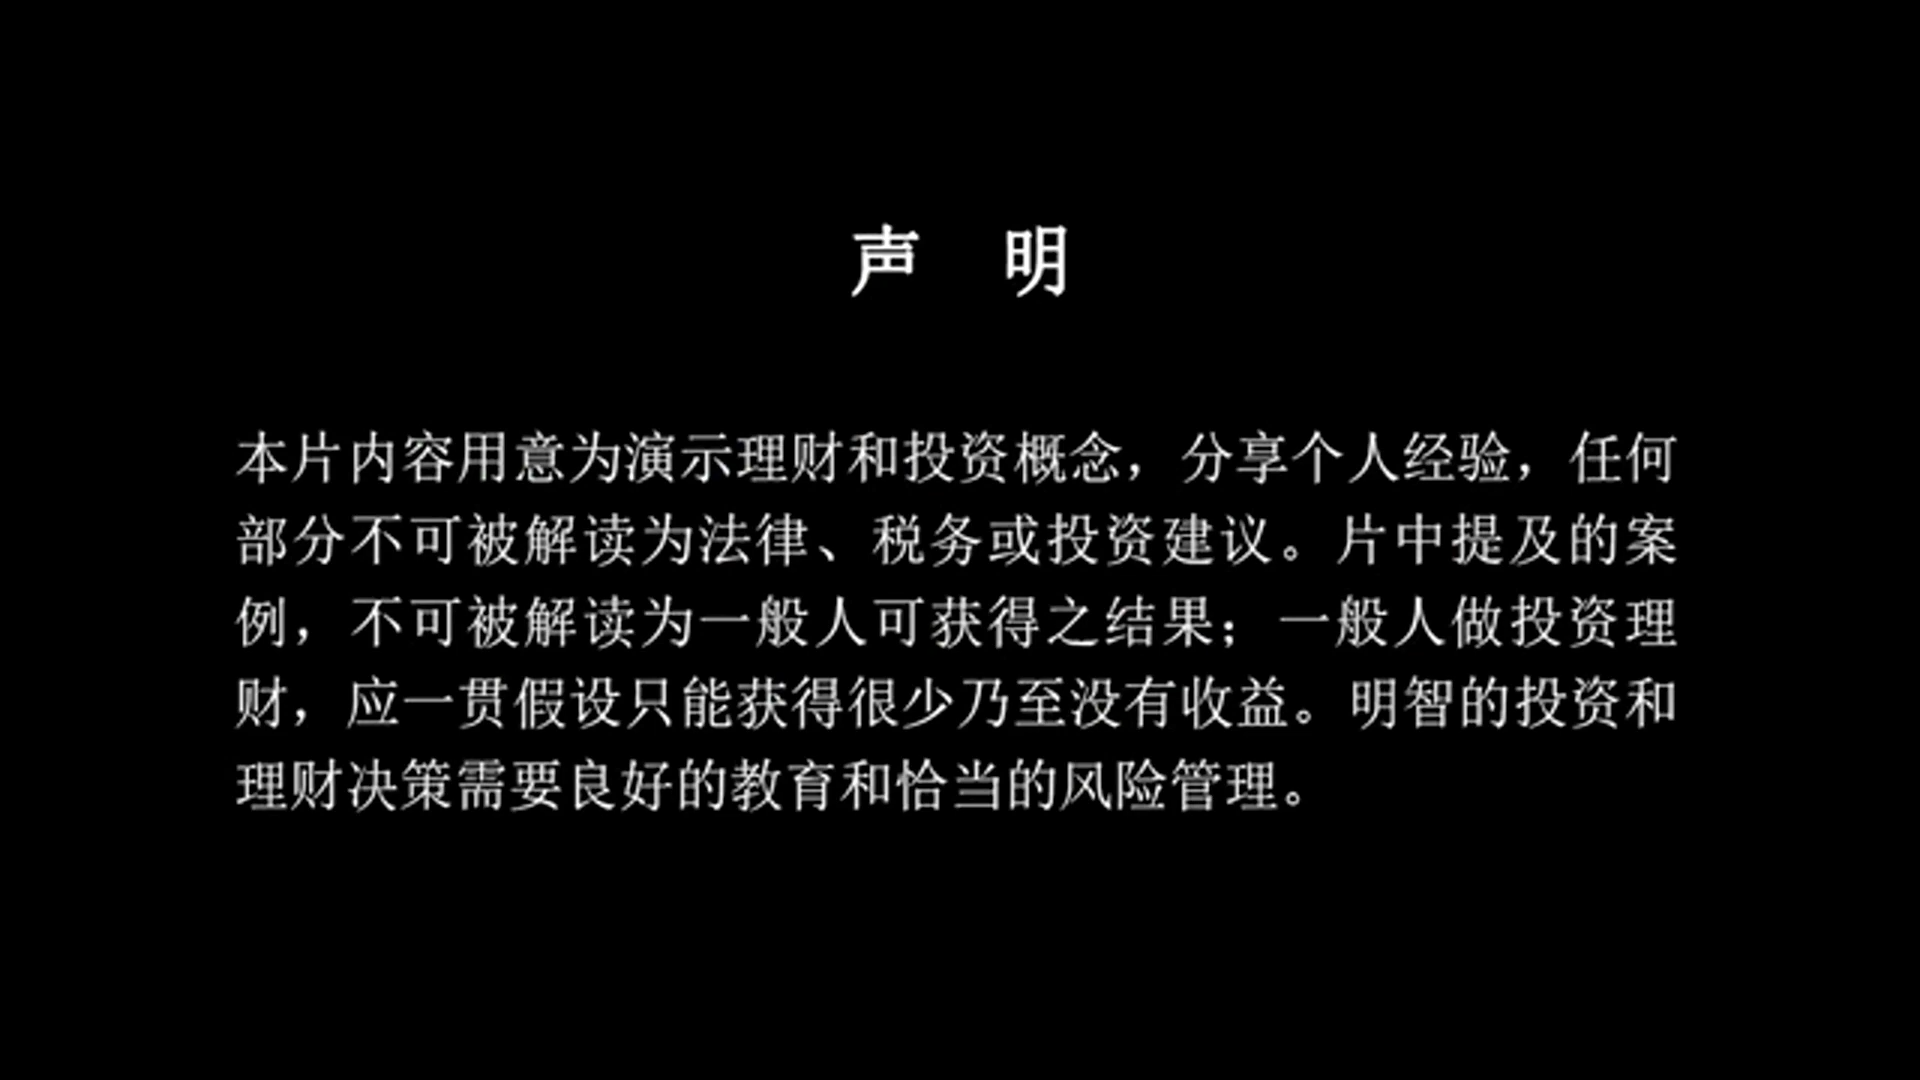 声 明
本片内容用意为演示理财和投资概念，分享个人经验，任何
部分不可被解读为法律、税务或投资建议。片中提及的案
例，不可被解读为一般人可获得之结果；一般人做投资理
财，应一贯假设只能获得很少乃至没有收益。明智的投资和
理财决策需要良好的教育和恰当的风险管理。